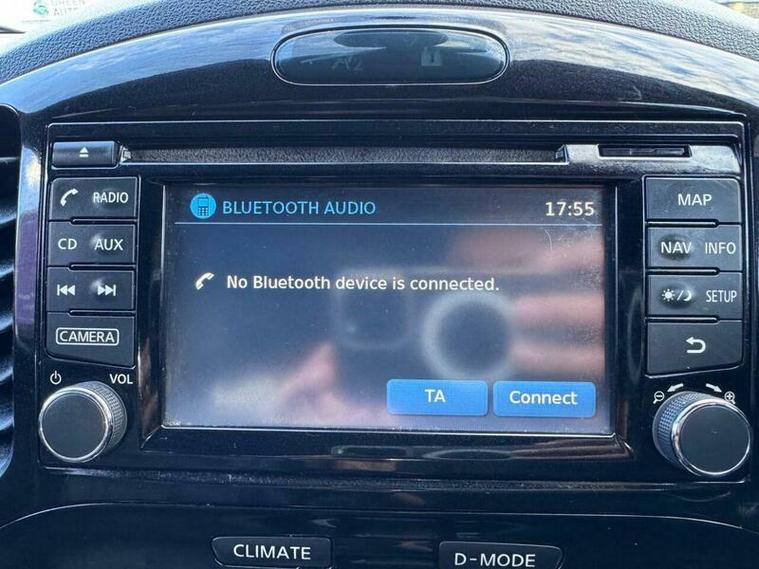 GREEN
BLUETOOTH AUDIO 17:55
No Bluetooth device is connected.
TA Connect
RADIO
CD AUX
CAMERA
VOL
MAP
NAV INFO
SETUP
CLIMATE
D-MODE